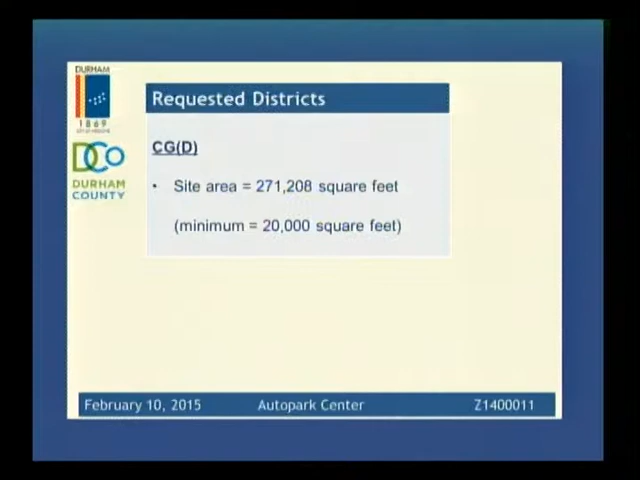 DURHAM
1869
DCO
DURHAM
COUNTY
Requested Districts
CG(D)
• Site area = 271,208 square feet
(minimum = 20,000 square feet)
February 10, 2015 Autopark Center Z1400011